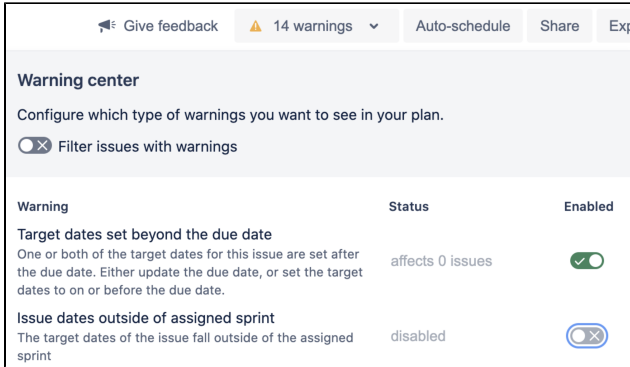 Give feedback 14 warnings Auto-schedule Share Exp
Warning center
Configure which type of warnings you want to see in your plan.
Filter issues with warnings
Warning Status Enabled
Target dates set beyond the due date
One or both of the target dates for this issue are set after
the due date. Either update the due date, or set the target
dates to on or before the due date.
affects 0 issues
Issue dates outside of assigned sprint
The target dates of the issue fall outside of the assigned
sprint
disabled